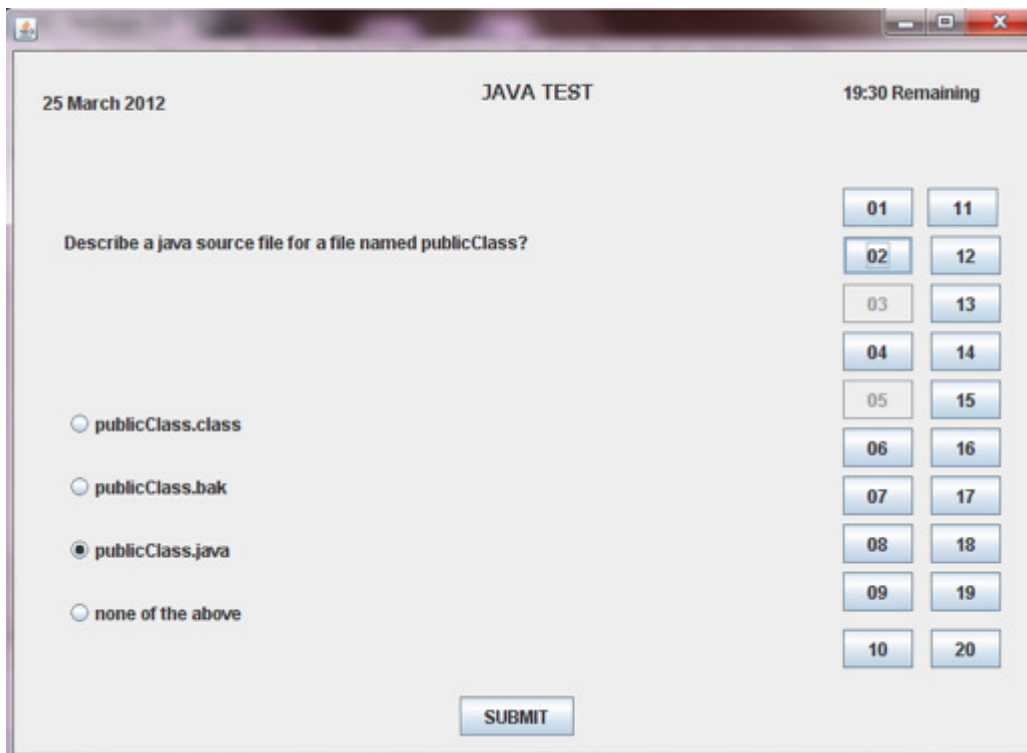 25 March 2012
JAVA TEST
19:30 Remaining
Describe a java source file for a file named publicClass?
publicClass.class
publicClass.bak
publicClass.java
none of the above
01 11
02 12
03 13
04 14
05 15
06 16
07 17
08 18
09 19
10 20
SUBMIT